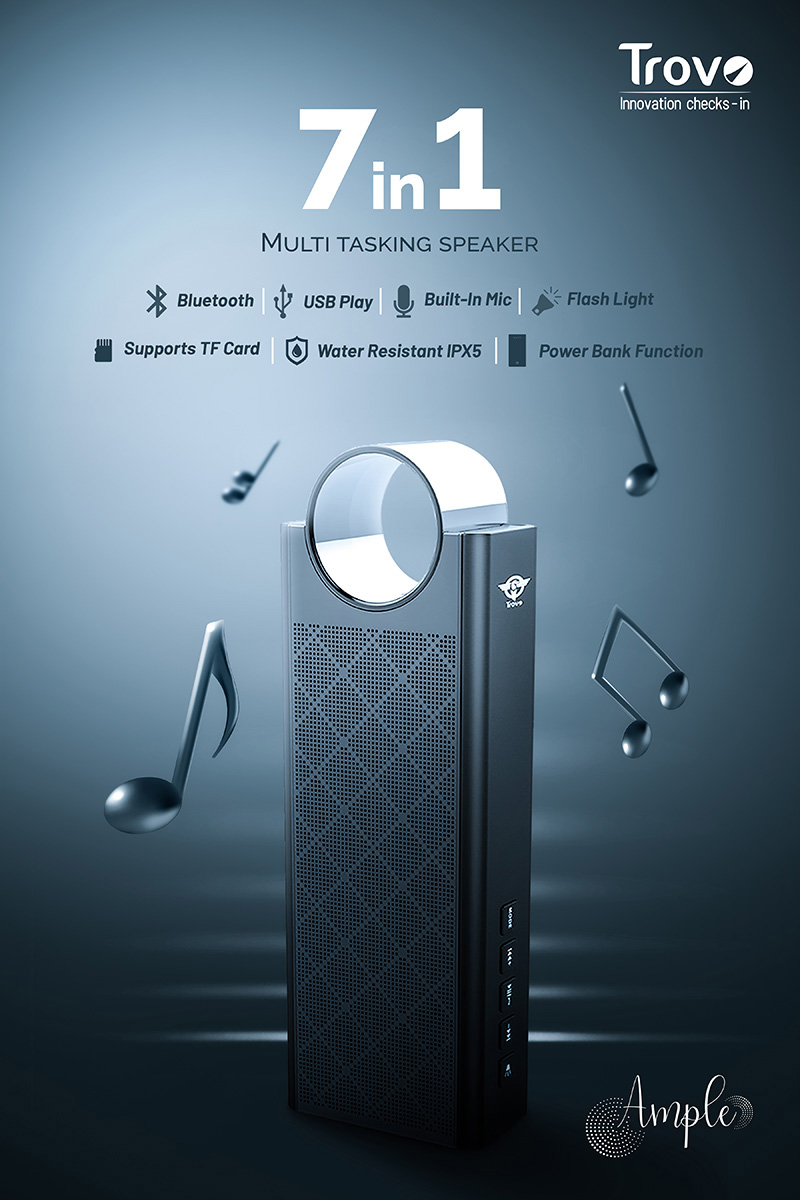 Trovo
Innovation checks-in
7 in 1
MULTI TASKING SPEAKER
Bluetooth USB Play Built-In Mic Flash Light
Supports TF Card Water Resistant IPX5 Power Bank Function
Trovo
MODE
Ample